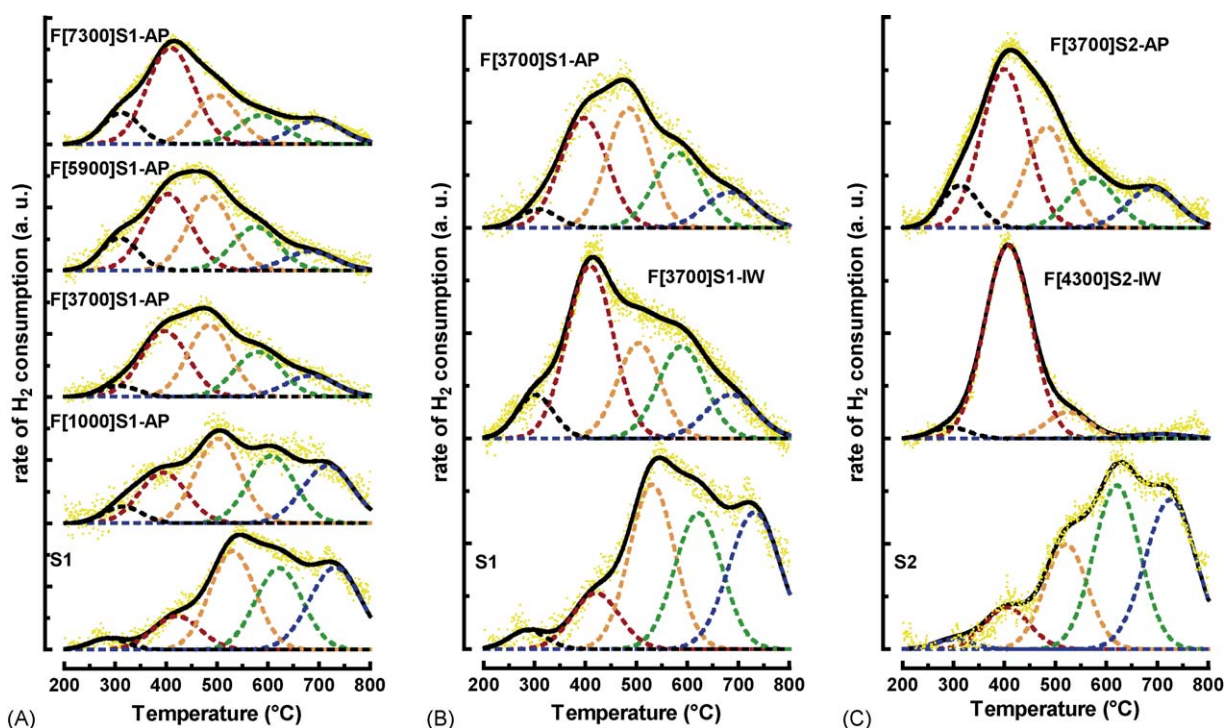 F[7300]S1-AP
F[5900]S1-AP
F[3700]S1-AP
F[1000]S1-AP
S1
rate of H₂ consumption (a. u.)
200 300 400 500 600 700 800
Temperature (°C)
(A)
F[3700]S1-AP
F[3700]S1-IW
S1
rate of H₂ consumption (a. u.)
200 300 400 500 600 700 800
Temperature (°C)
(B)
F[3700]S2-AP
F[4300]S2-IW
S2
rate of H₂ consumption (a. u.)
200 300 400 500 600 700 800
Temperature (°C)
(C)